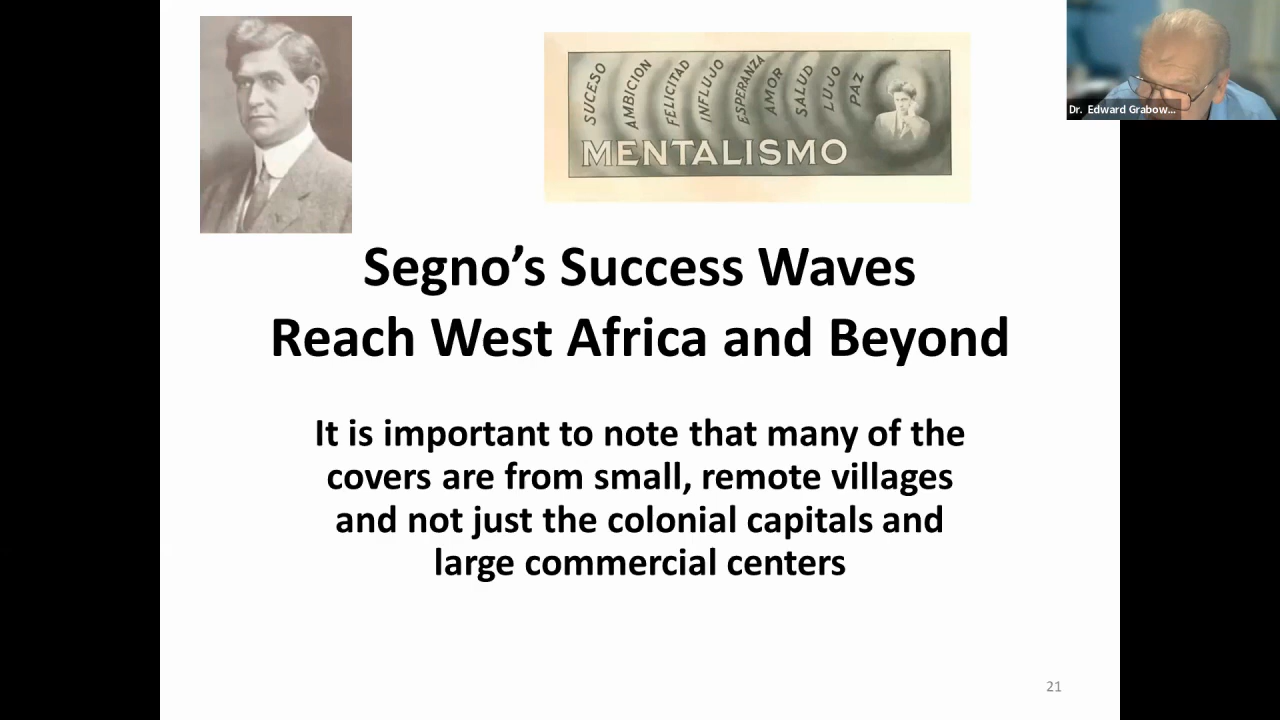 SUCESO
AMBICION
FELICITAD
INFLUJO
ESPERANZA
AMOR
SALUD
LUJO
PAZ
MENTALISMO
Dr. Edward Grabow...
Segno’s Success Waves
Reach West Africa and Beyond
It is important to note that many of the
covers are from small, remote villages
and not just the colonial capitals and
large commercial centers
21